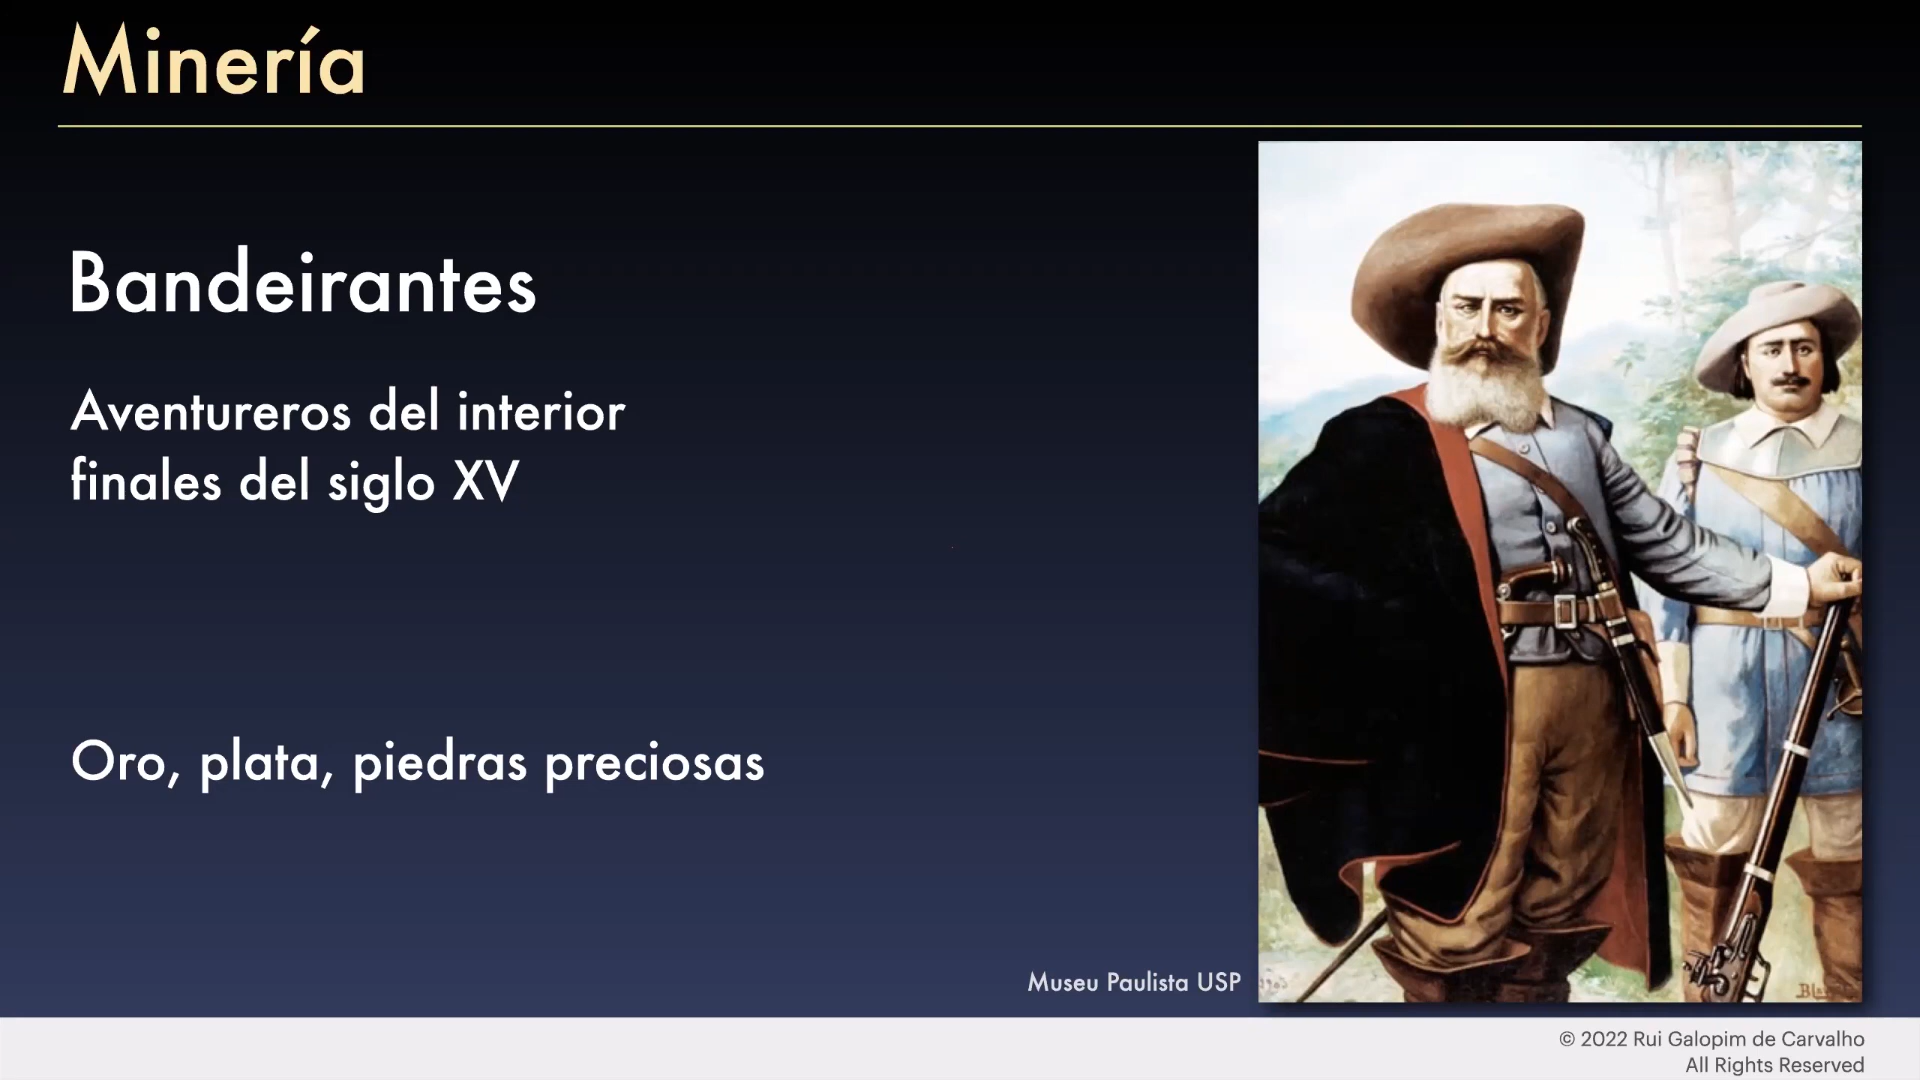 Minería
Bandeirantes
Aventureros del interior
finales del siglo XV
Oro, plata, piedras preciosas
Museu Paulista USP
© 2022 Rui Galopim de Carvalho
All Rights Reserved